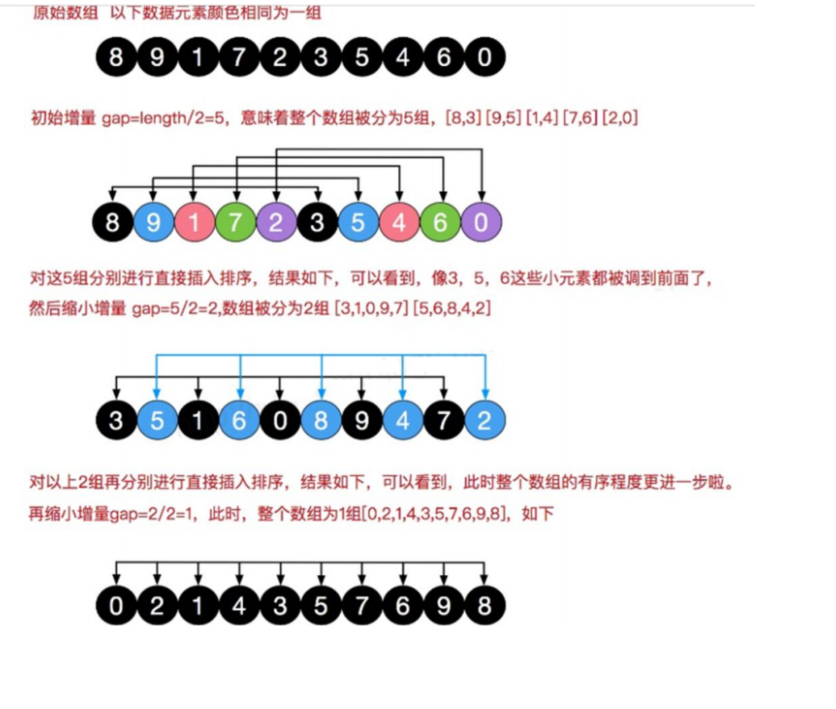 原始数组 以下数据元素颜色相同为一组
8 9 1 7 2 3 5 4 6 0
初始增量 gap=length/2=5，意味着整个数组被分为5组，[8,3][9,5][1,4][7,6][2,0]
8 9 1 7 2 3 5 4 6 0
对这5组分别进行直接插入排序，结果如下，可以看到，像3，5，6这些小元素都被调到前面了，
然后缩小增量 gap=5/2=2,数组被分为2组 [3,1,0,9,7][5,6,8,4,2]
3 5 1 6 0 8 9 4 7 2
对以上2组再分别进行直接插入排序，结果如下，可以看到，此时整个数组的有序程度更进一步啦。
再缩小增量gap=2/2=1，此时，整个数组为1组[0,2,1,4,3,5,7,6,9,8]，如下
0 2 1 4 3 5 7 6 9 8